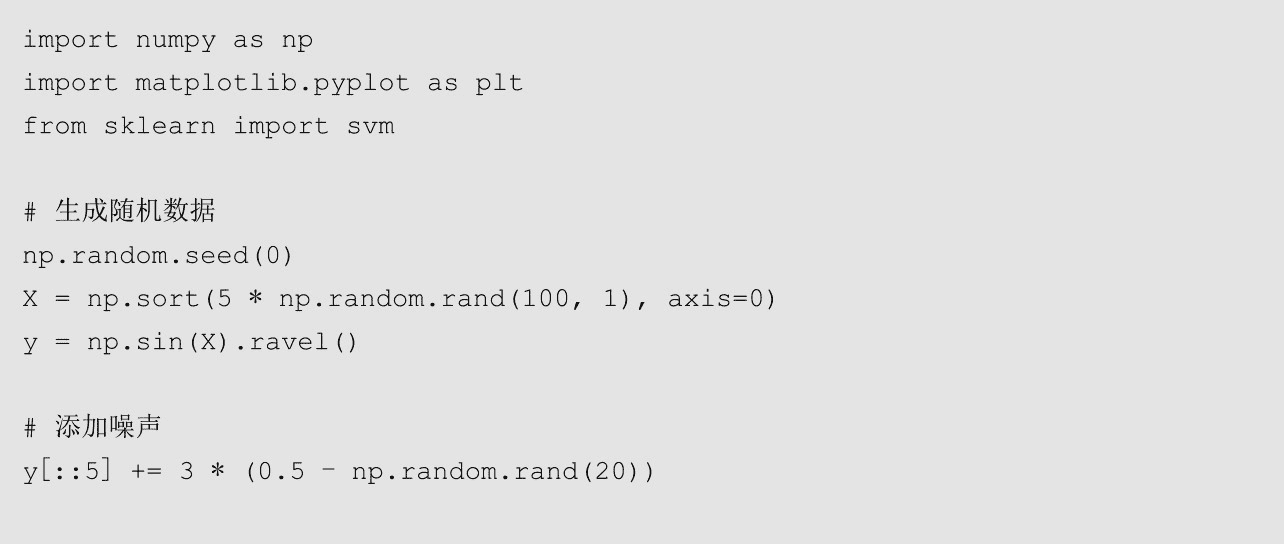 import numpy as np
import matplotlib.pyplot as plt
from sklearn import svm
# 生成随机数据
np.random.seed(0)
X = np.sort(5 * np.random.rand(100, 1), axis=0)
y = np.sin(X).ravel()
# 添加噪声
y[::5] += 3 * (0.5 - np.random.rand(20))